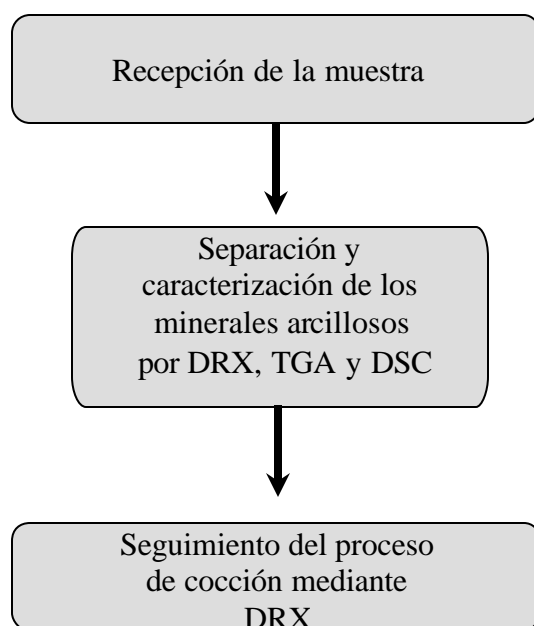 Recepción de la muestra
Separación y
caracterización de los
minerales arcillosos
por DRX, TGA y DSC
Seguimiento del proceso
de cocción mediante
DRX